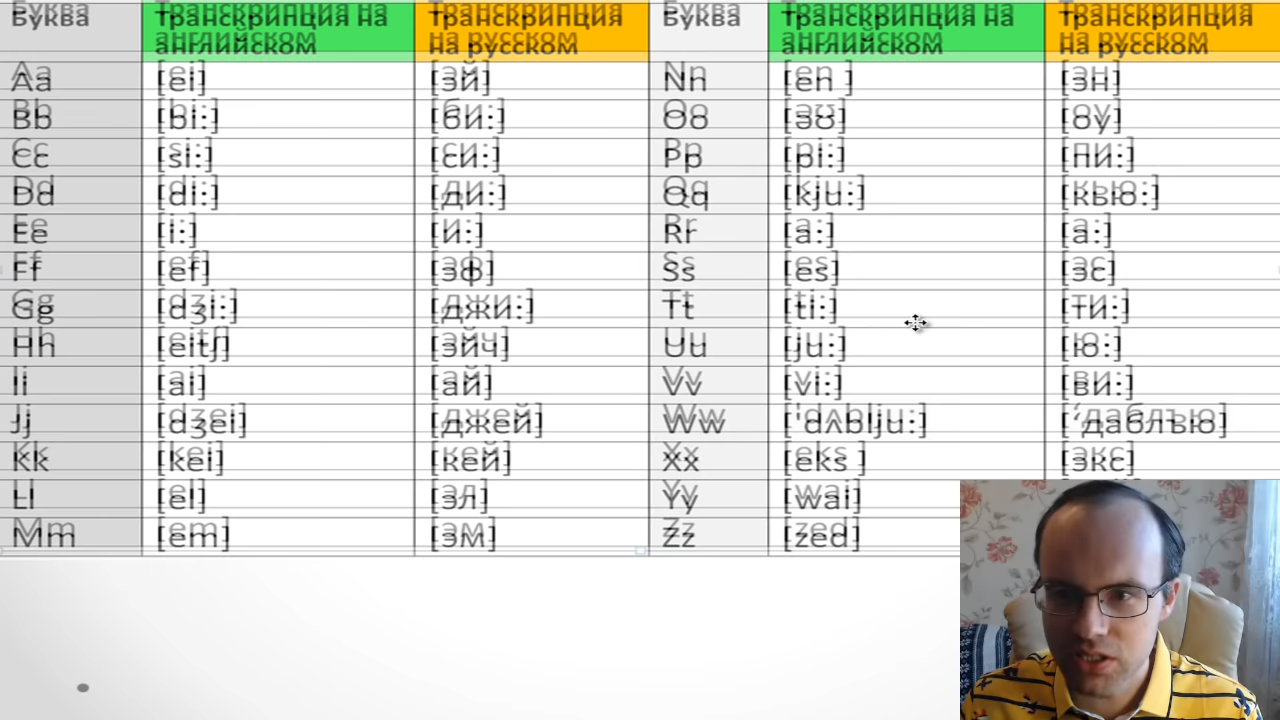 Буква Транскрипция на английском Транскрипция на русском Буква Транскрипция на английском Транскрипция на русском
Aa [ei] [эй] Nn [en ] [эн]
Bb [bi:] [би:] Oo [əʊ] [оу]
Cc [si:] [си:] Pp [pi:] [пи:]
Dd [di:] [ди:] Qq [kju:] [кью:]
Ee [i:] [и:] Rr [a:] [а:]
Ff [ef] [эф] Ss [es] [эс]
Gg [dʒi:] [джи:] Tt [ti:] [ти:]
Hh [eitʃ] [эйч] Uu [ju:] [ю:]
Ii [ai] [ай] Vv [vi:] [ви:]
Jj [dʒei] [джей] Ww ['dʌblju:] [‘даблъю]
Kk [kei] [кей] Xx [eks ] [экс]
Ll [el] [эл] Yy [wai]
Mm [em] [эм] Zz [zed]